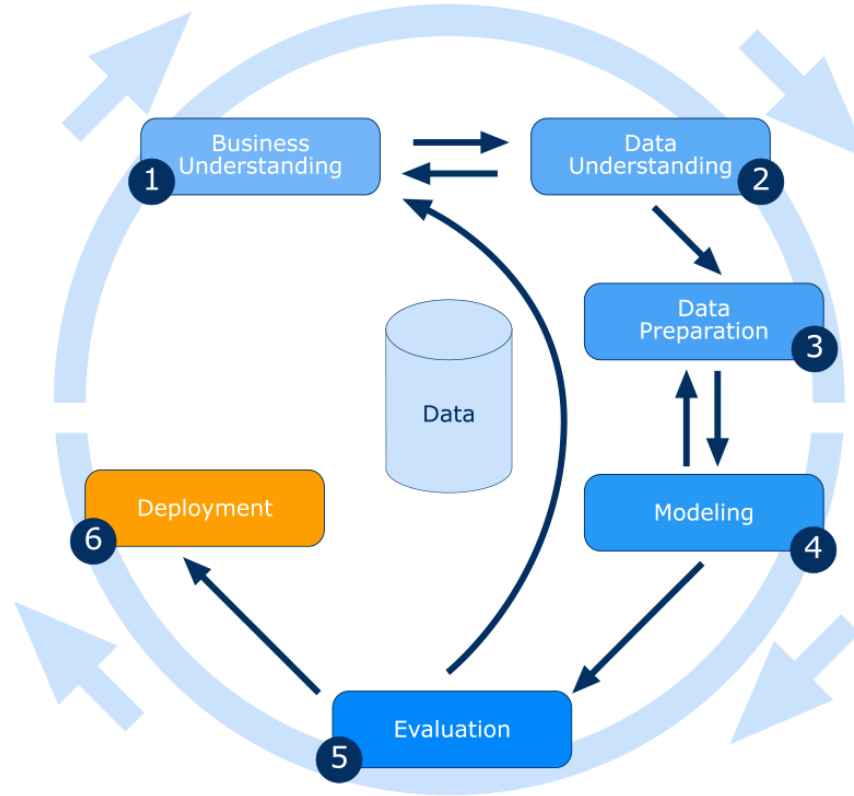 Business
Understanding
1
Data
Understanding
2
Data
Preparation
3
Data
Modeling
4
Deployment
6
Evaluation
5